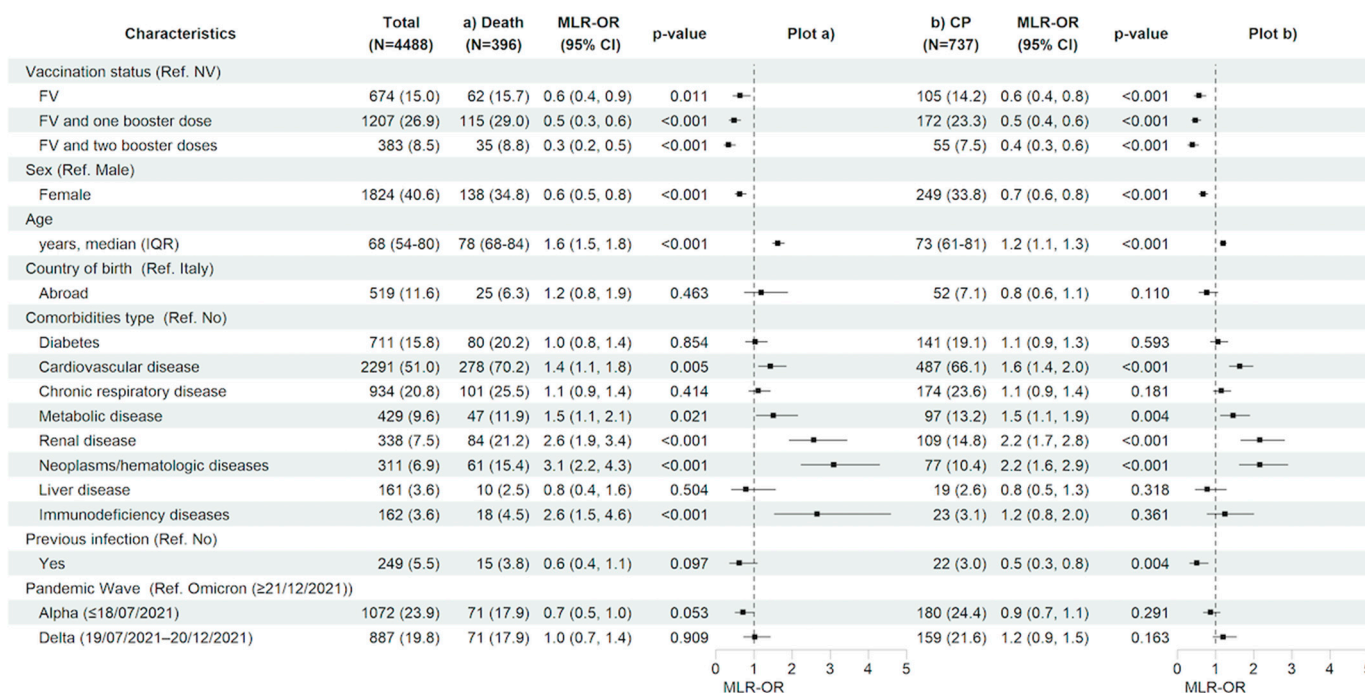 Characteristics Total (N=4488) a) Death (N=396) MLR-OR (95% CI) p-value Plot a) b) CP (N=737) MLR-OR (95% CI) p-value Plot b)
Vaccination status (Ref. NV)
FV 674 (15.0) 62 (15.7) 0.6 (0.4, 0.9) 0.011 105 (14.2) 0.6 (0.4, 0.8) <0.001
FV and one booster dose 1207 (26.9) 115 (29.0) 0.5 (0.3, 0.6) <0.001 172 (23.3) 0.5 (0.4, 0.6) <0.001
FV and two booster doses 383 (8.5) 35 (8.8) 0.3 (0.2, 0.5) <0.001 55 (7.5) 0.4 (0.3, 0.6) <0.001
Sex (Ref. Male)
Female 1824 (40.6) 138 (34.8) 0.6 (0.5, 0.8) <0.001 249 (33.8) 0.7 (0.6, 0.8) <0.001
Age
years, median (IQR) 68 (54-80) 78 (68-84) 1.6 (1.5, 1.8) <0.001 73 (61-81) 1.2 (1.1, 1.3) <0.001
Country of birth (Ref. Italy)
Abroad 519 (11.6) 25 (6.3) 1.2 (0.8, 1.9) 0.463 52 (7.1) 0.8 (0.6, 1.1) 0.110
Comorbidities type (Ref. No)
Diabetes 711 (15.8) 80 (20.2) 1.0 (0.8, 1.4) 0.854 141 (19.1) 1.1 (0.9, 1.3) 0.593
Cardiovascular disease 2291 (51.0) 278 (70.2) 1.4 (1.1, 1.8) 0.005 487 (66.1) 1.6 (1.4, 2.0) <0.001
Chronic respiratory disease 934 (20.8) 101 (25.5) 1.1 (0.9, 1.4) 0.414 174 (23.6) 1.1 (0.9, 1.4) 0.181
Metabolic disease 429 (9.6) 47 (11.9) 1.5 (1.1, 2.1) 0.021 97 (13.2) 1.5 (1.1, 1.9) 0.004
Renal disease 338 (7.5) 84 (21.2) 2.6 (1.9, 3.4) <0.001 109 (14.8) 2.2 (1.7, 2.8) <0.001
Neoplasms/hematologic diseases 311 (6.9) 61 (15.4) 3.1 (2.2, 4.3) <0.001 77 (10.4) 2.2 (1.6, 2.9) <0.001
Liver disease 161 (3.6) 10 (2.5) 0.8 (0.4, 1.6) 0.504 19 (2.6) 0.8 (0.5, 1.3) 0.318
Immunodeficiency diseases 162 (3.6) 18 (4.5) 2.6 (1.5, 4.6) <0.001 23 (3.1) 1.2 (0.8, 2.0) 0.361
Previous infection (Ref. No)
Yes 249 (5.5) 15 (3.8) 0.6 (0.4, 1.1) 0.097 22 (3.0) 0.5 (0.3, 0.8) 0.004
Pandemic Wave (Ref. Omicron (≥21/12/2021))
Alpha (≤18/07/2021) 1072 (23.9) 71 (17.9) 0.7 (0.5, 1.0) 0.053 180 (24.4) 0.9 (0.7, 1.1) 0.291
Delta (19/07/2021–20/12/2021) 887 (19.8) 71 (17.9) 1.0 (0.7, 1.4) 0.909 159 (21.6) 1.2 (0.9, 1.5) 0.163
0 1 2 3 4 5 0 1 2 3 4 5
MLR-OR MLR-OR